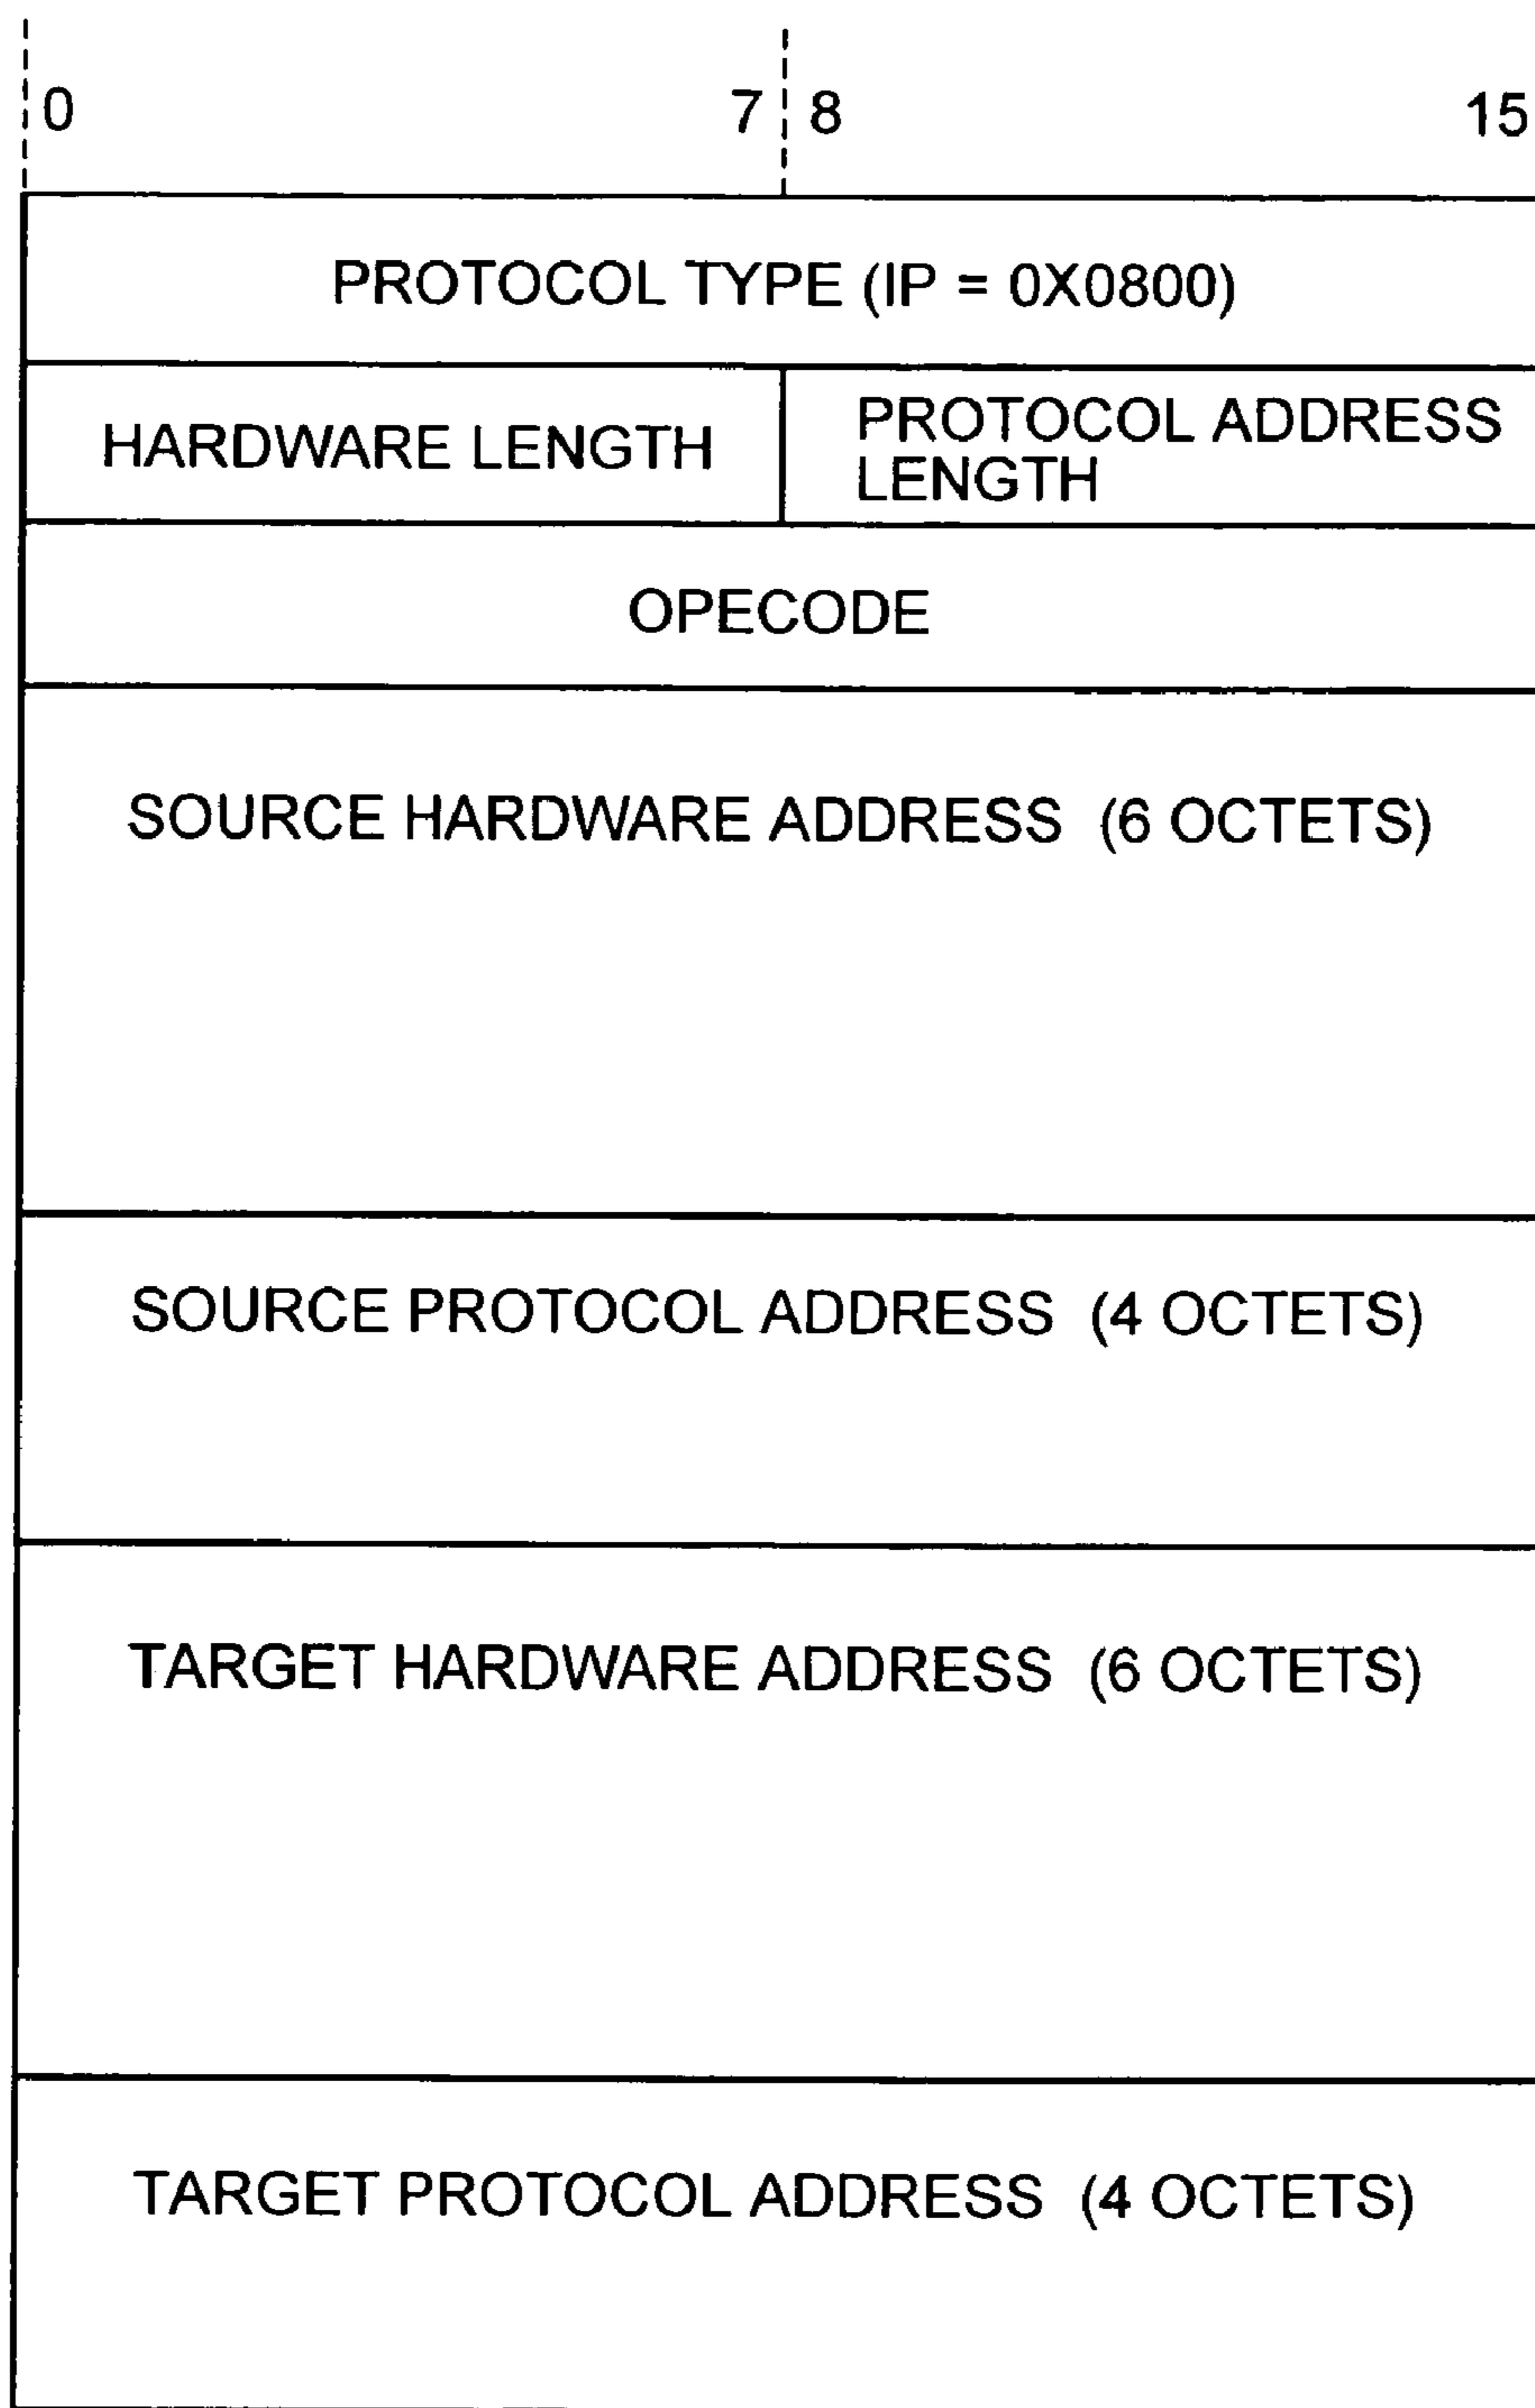 0 7 8 15
PROTOCOL TYPE (IP = 0X0800)
HARDWARE LENGTH
PROTOCOL ADDRESS
LENGTH
OPECODE
SOURCE HARDWARE ADDRESS (6 OCTETS)
SOURCE PROTOCOL ADDRESS (4 OCTETS)
TARGET HARDWARE ADDRESS (6 OCTETS)
TARGET PROTOCOL ADDRESS (4 OCTETS)